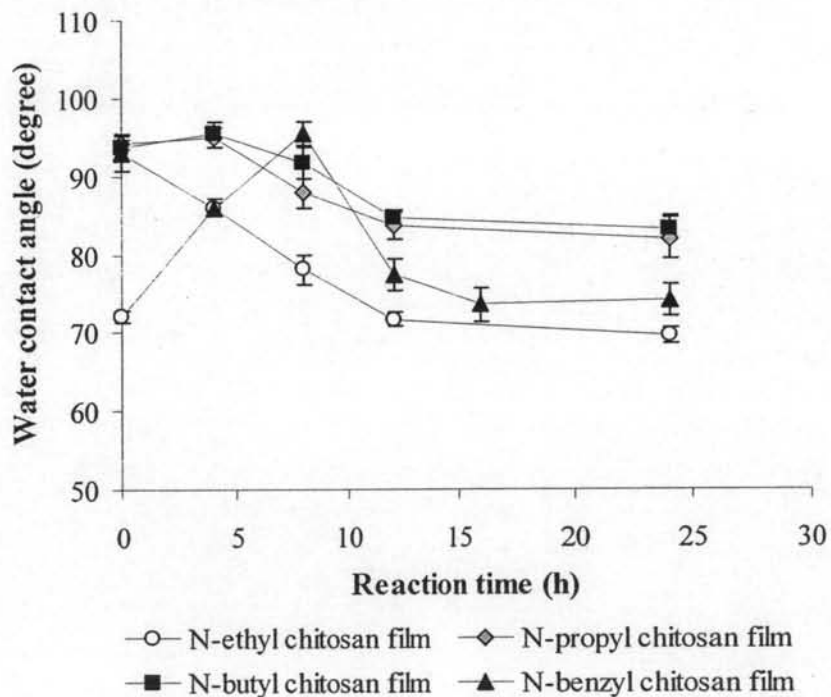 110
100
90
80
70
60
50
Water contact angle (degree)
0 5 10 15 20 25 30
Reaction time (h)
N-ethyl chitosan film N-propyl chitosan film
N-butyl chitosan film N-benzyl chitosan film